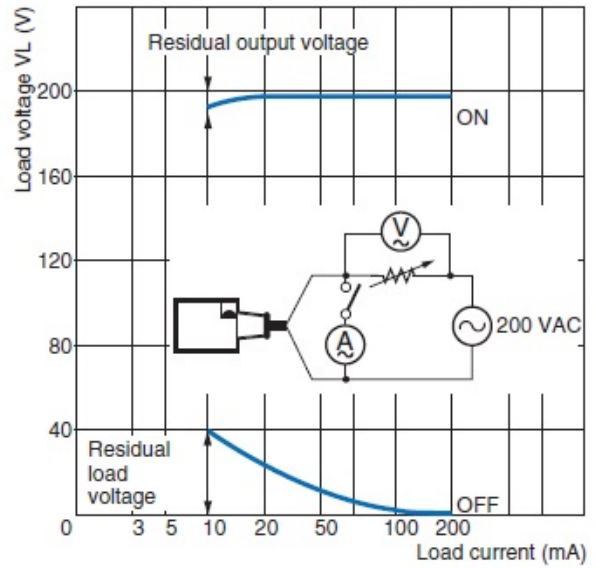 Load voltage VL (V)
Residual output voltage
200
ON
160
V
120
200 VAC
A
80
40
Residual
load
voltage
OFF
0 3 5 10 20 50 100 200
Load current (mA)